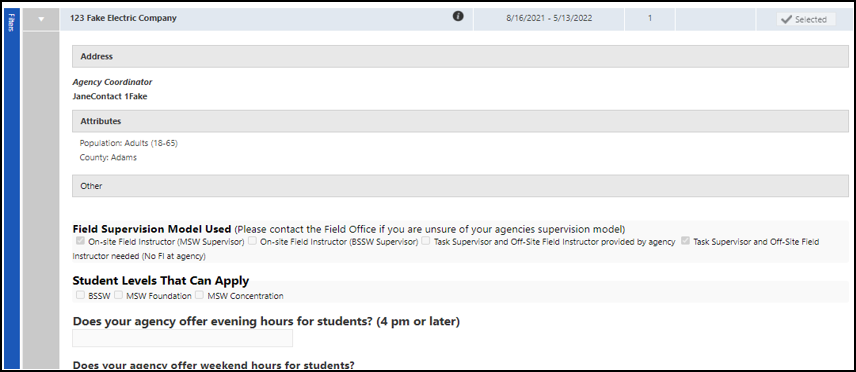 Filters
123 Fake Electric Company i 8/16/2021 - 5/13/2022 1 Selected
Address
Agency Coordinator
JaneContact 1Fake
Attributes
Population: Adults (18-65)
County: Adams
Other
Field Supervision Model Used (Please contact the Field Office if you are unsure of your agencies supervision model)
On-site Field Instructor (MSW Supervisor) On-site Field Instructor (BSSW Supervisor) Task Supervisor and Off-Site Field Instructor provided by agency Task Supervisor and Off-Site Field
Instructor needed (No FI at agency)
Student Levels That Can Apply
BSSW MSW Foundation MSW Concentration
Does your agency offer evening hours for students? (4 pm or later)
Does your agency offer weekend hours for students?